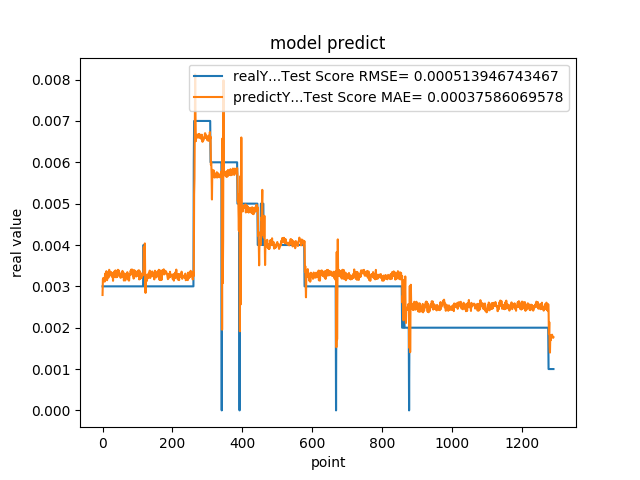 model predict
realY...Test Score RMSE= 0.000513946743467
predictY...Test Score MAE= 0.00037586069578
0.008
0.007
0.006
0.005
0.004
0.003
0.002
0.001
0.000
real value
0 200 400 600 800 1000 1200
point